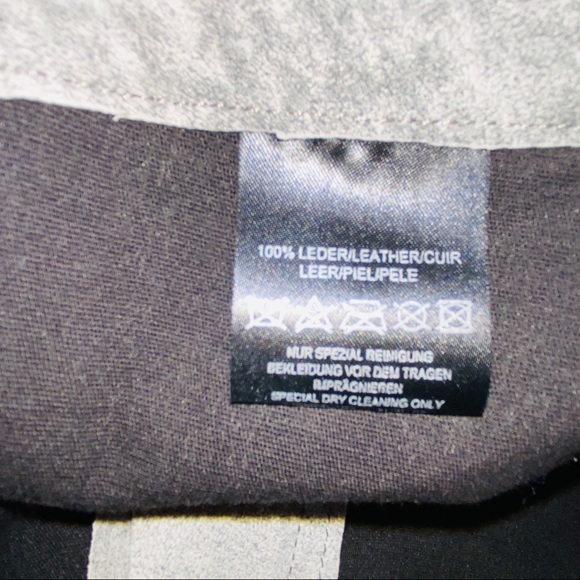 100% LEDER/LEATHER/CUIR
LEER/PIEL/PELE
NUR SPEZIAL REINIGUNG
BEKLEIDUNG VOR DEM TRAGEN
IMPRÄGNIEREN
SPECIAL DRY CLEANING ONLY